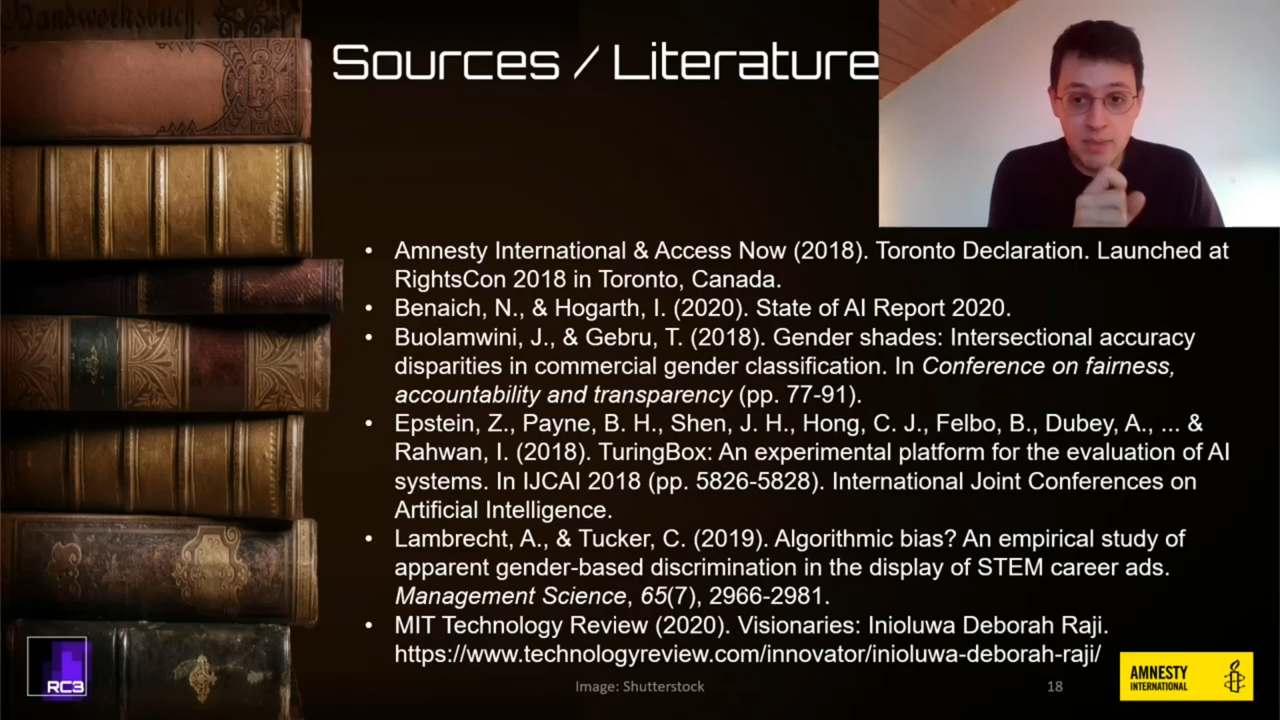 Handwerksbuch.
Sources / Literature
• Amnesty International & Access Now (2018). Toronto Declaration. Launched at
RightsCon 2018 in Toronto, Canada.
• Benaich, N., & Hogarth, I. (2020). State of AI Report 2020.
• Buolamwini, J., & Gebru, T. (2018). Gender shades: Intersectional accuracy
disparities in commercial gender classification. In Conference on fairness,
accountability and transparency (pp. 77-91).
• Epstein, Z., Payne, B. H., Shen, J. H., Hong, C. J., Felbo, B., Dubey, A., ... &
Rahwan, I. (2018). TuringBox: An experimental platform for the evaluation of AI
systems. In IJCAI 2018 (pp. 5826-5828). International Joint Conferences on
Artificial Intelligence.
• Lambrecht, A., & Tucker, C. (2019). Algorithmic bias? An empirical study of
apparent gender-based discrimination in the display of STEM career ads.
Management Science, 65(7), 2966-2981.
• MIT Technology Review (2020). Visionaries: Inioluwa Deborah Raji.
https://www.technologyreview.com/innovator/inioluwa-deborah-raji/
RC3
Image: Shutterstock
18
AMNESTY
INTERNATIONAL